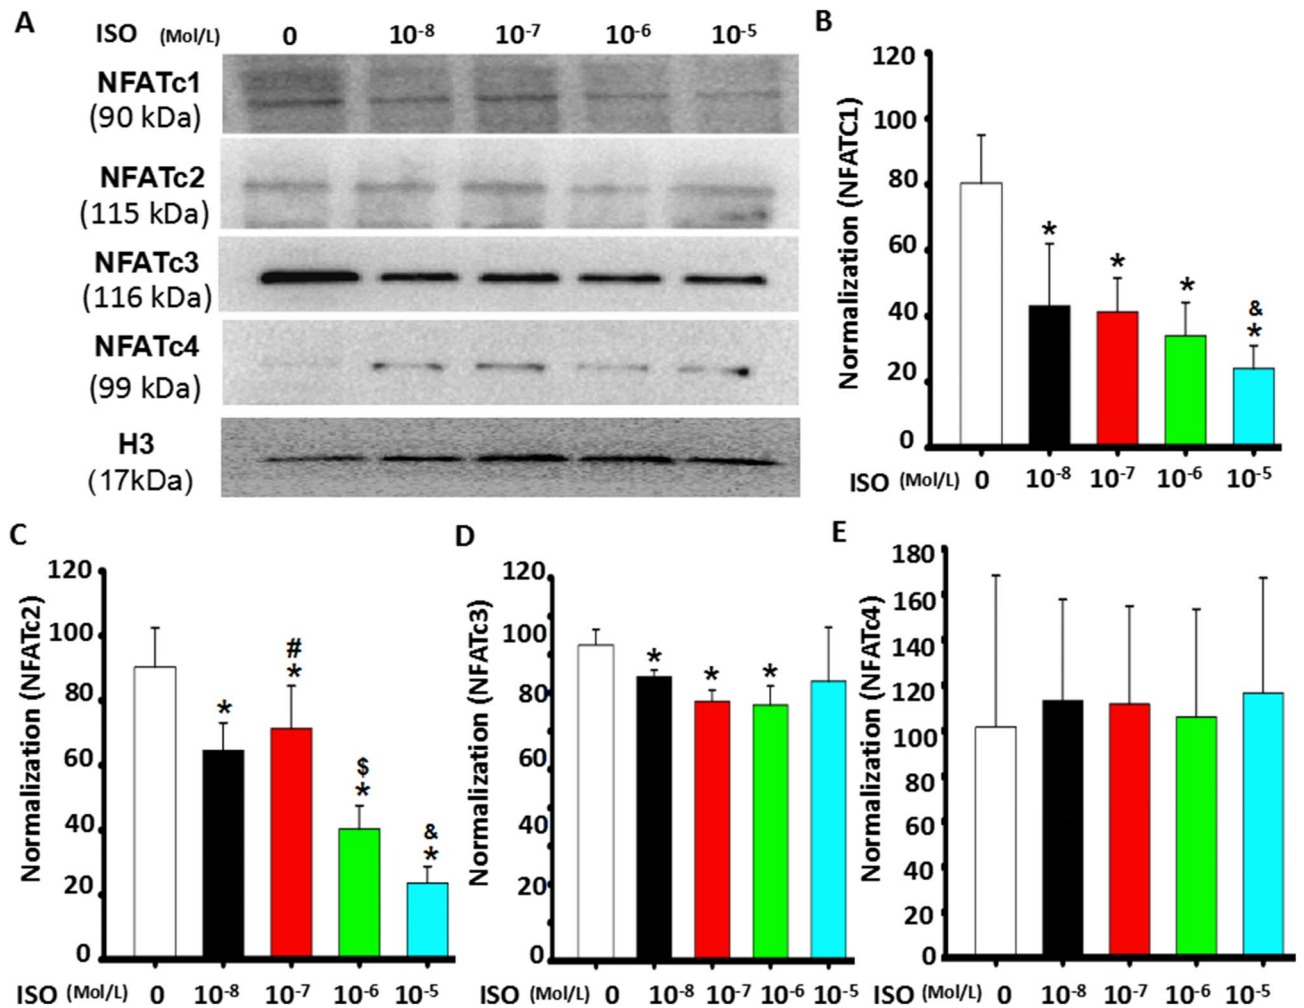 A
ISO (Mol/L) 0 10-8 10-7 10-6 10-5
NFATc1
(90 kDa)
NFATc2
(115 kDa)
NFATc3
(116 kDa)
NFATc4
(99 kDa)
H3
(17kDa)
B
Normalization (NFATC1)
120
100
80
60
40
20
0
*
*
*
&
*
ISO (Mol/L) 0 10-8 10-7 10-6 10-5
C
Normalization (NFATc2)
120
100
80
60
40
20
0
*
#
*
$
*
&
*
ISO (Mol/L) 0 10-8 10-7 10-6 10-5
D
Normalization (NFATc3)
120
100
80
60
40
20
0
*
*
*
ISO (Mol/L) 0 10-8 10-7 10-6 10-5
E
Normalization (NFATc4)
180
160
140
120
100
80
60
40
20
0
ISO (Mol/L) 0 10-8 10-7 10-6 10-5